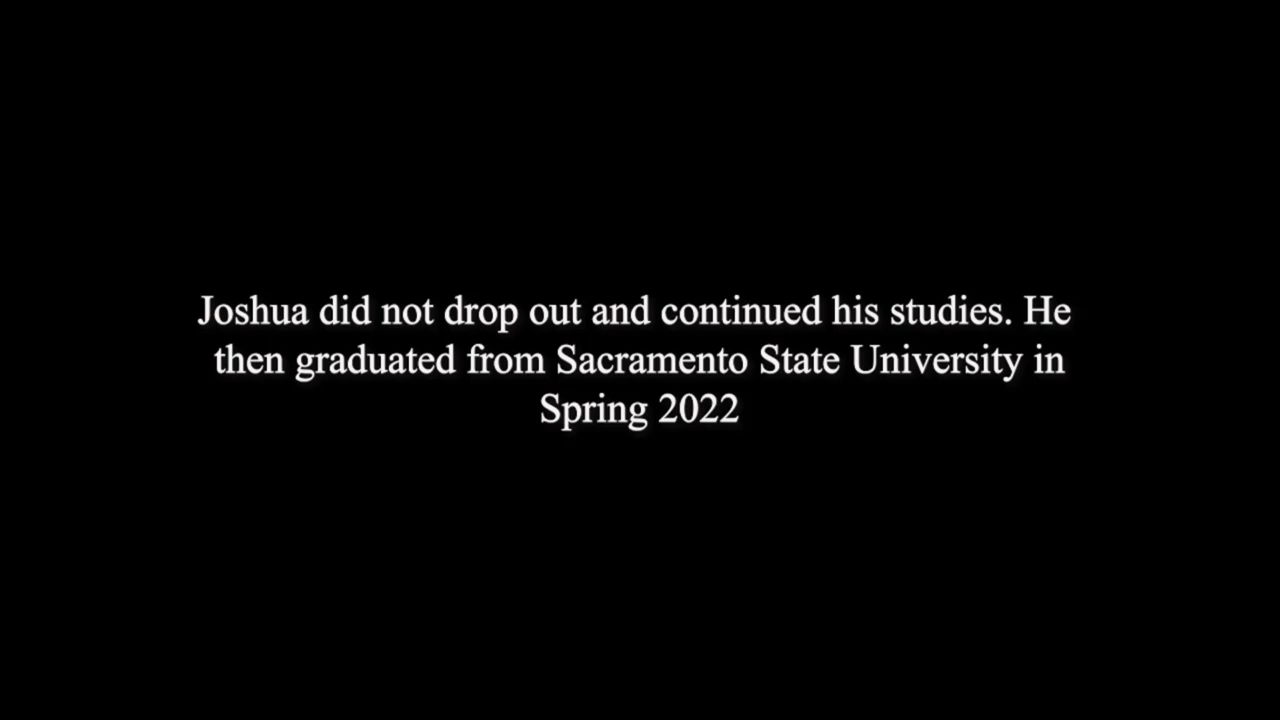 Joshua did not drop out and continued his studies. He
then graduated from Sacramento State University in
Spring 2022